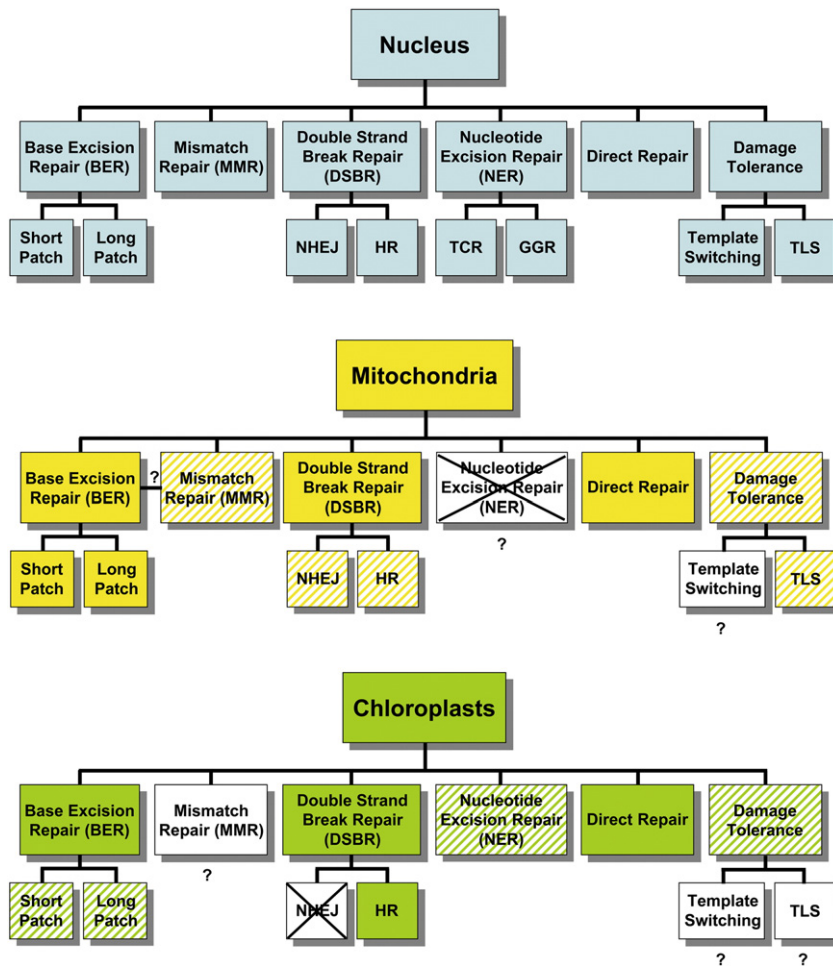 Nucleus
Base Excision
Repair (BER)
Mismatch
Repair (MMR)
Double Strand
Break Repair
(DSBR)
Nucleotide
Excision Repair
(NER)
Direct Repair
Damage
Tolerance
Short
Patch
Long
Patch
NHEJ
HR
TCR
GGR
Template
Switching
TLS
Mitochondria
Base Excision
Repair (BER)
?
Mismatch
Repair (MMR)
Double Strand
Break Repair
(DSBR)
Nucleotide
Excision Repair
(NER)
?
Direct Repair
Damage
Tolerance
Short
Patch
Long
Patch
NHEJ
HR
Template
Switching
?
TLS
Chloroplasts
Base Excision
Repair (BER)
Mismatch
Repair (MMR)
?
Double Strand
Break Repair
(DSBR)
Nucleotide
Excision Repair
(NER)
Direct Repair
Damage
Tolerance
Short
Patch
Long
Patch
NHEJ
HR
Template
Switching
?
TLS
?